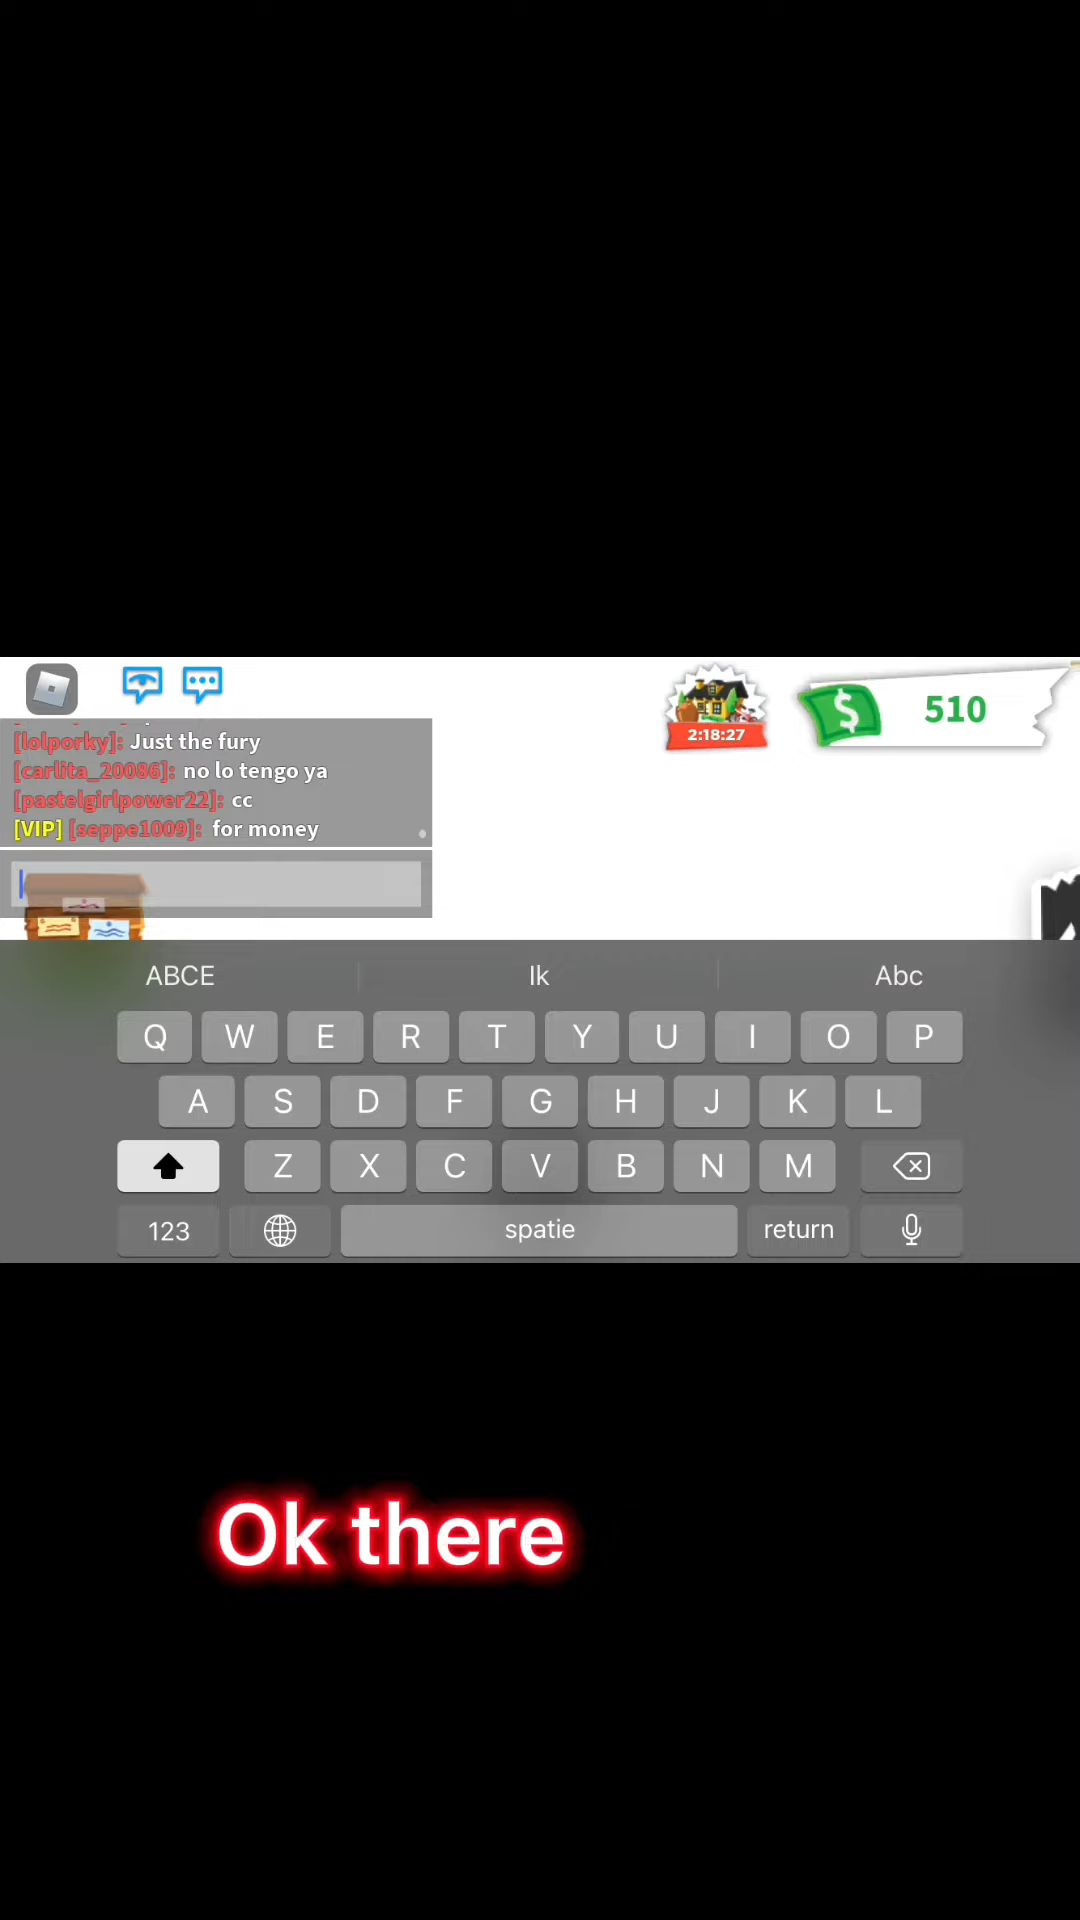 2:18:27
510
[lolporky]: Just the fury
[carlita_20086]: no lo tengo ya
[pastelgirlpower22]: cc
[VIP] [seppe1009]: for money
ABCE Ik Abc
Q W E R T Y U I O P
A S D F G H J K L
Z X C V B N M
123 spatie return
Ok there